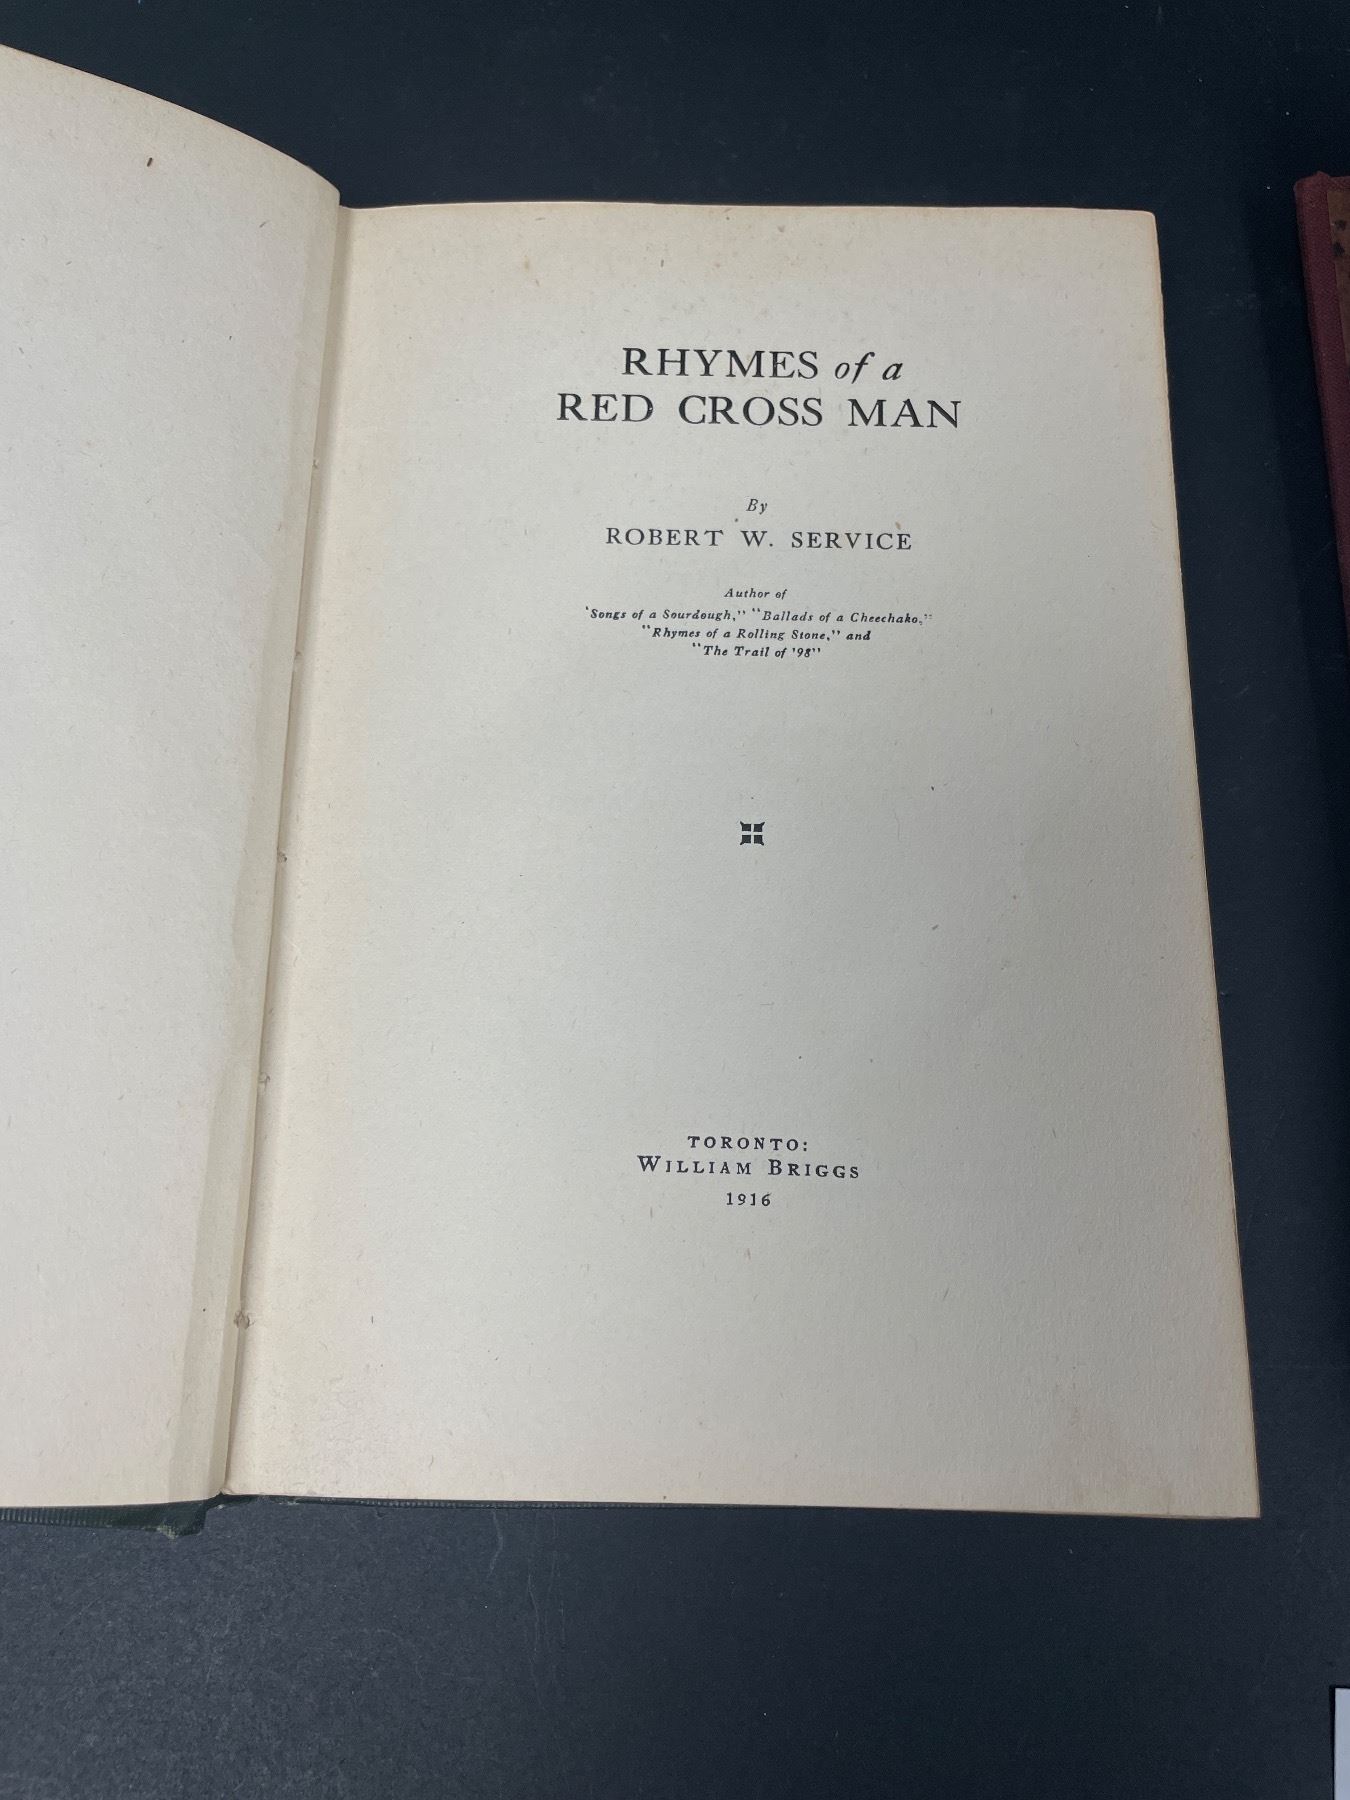 RHYMES of a
RED CROSS MAN
By
ROBERT W. SERVICE
Author of
'Songs of a Sourdough," "Ballads of a Cheechako,"
"Rhymes of a Rolling Stone," and
"The Trail of '98"
TORONTO:
WILLIAM BRIGGS
1916